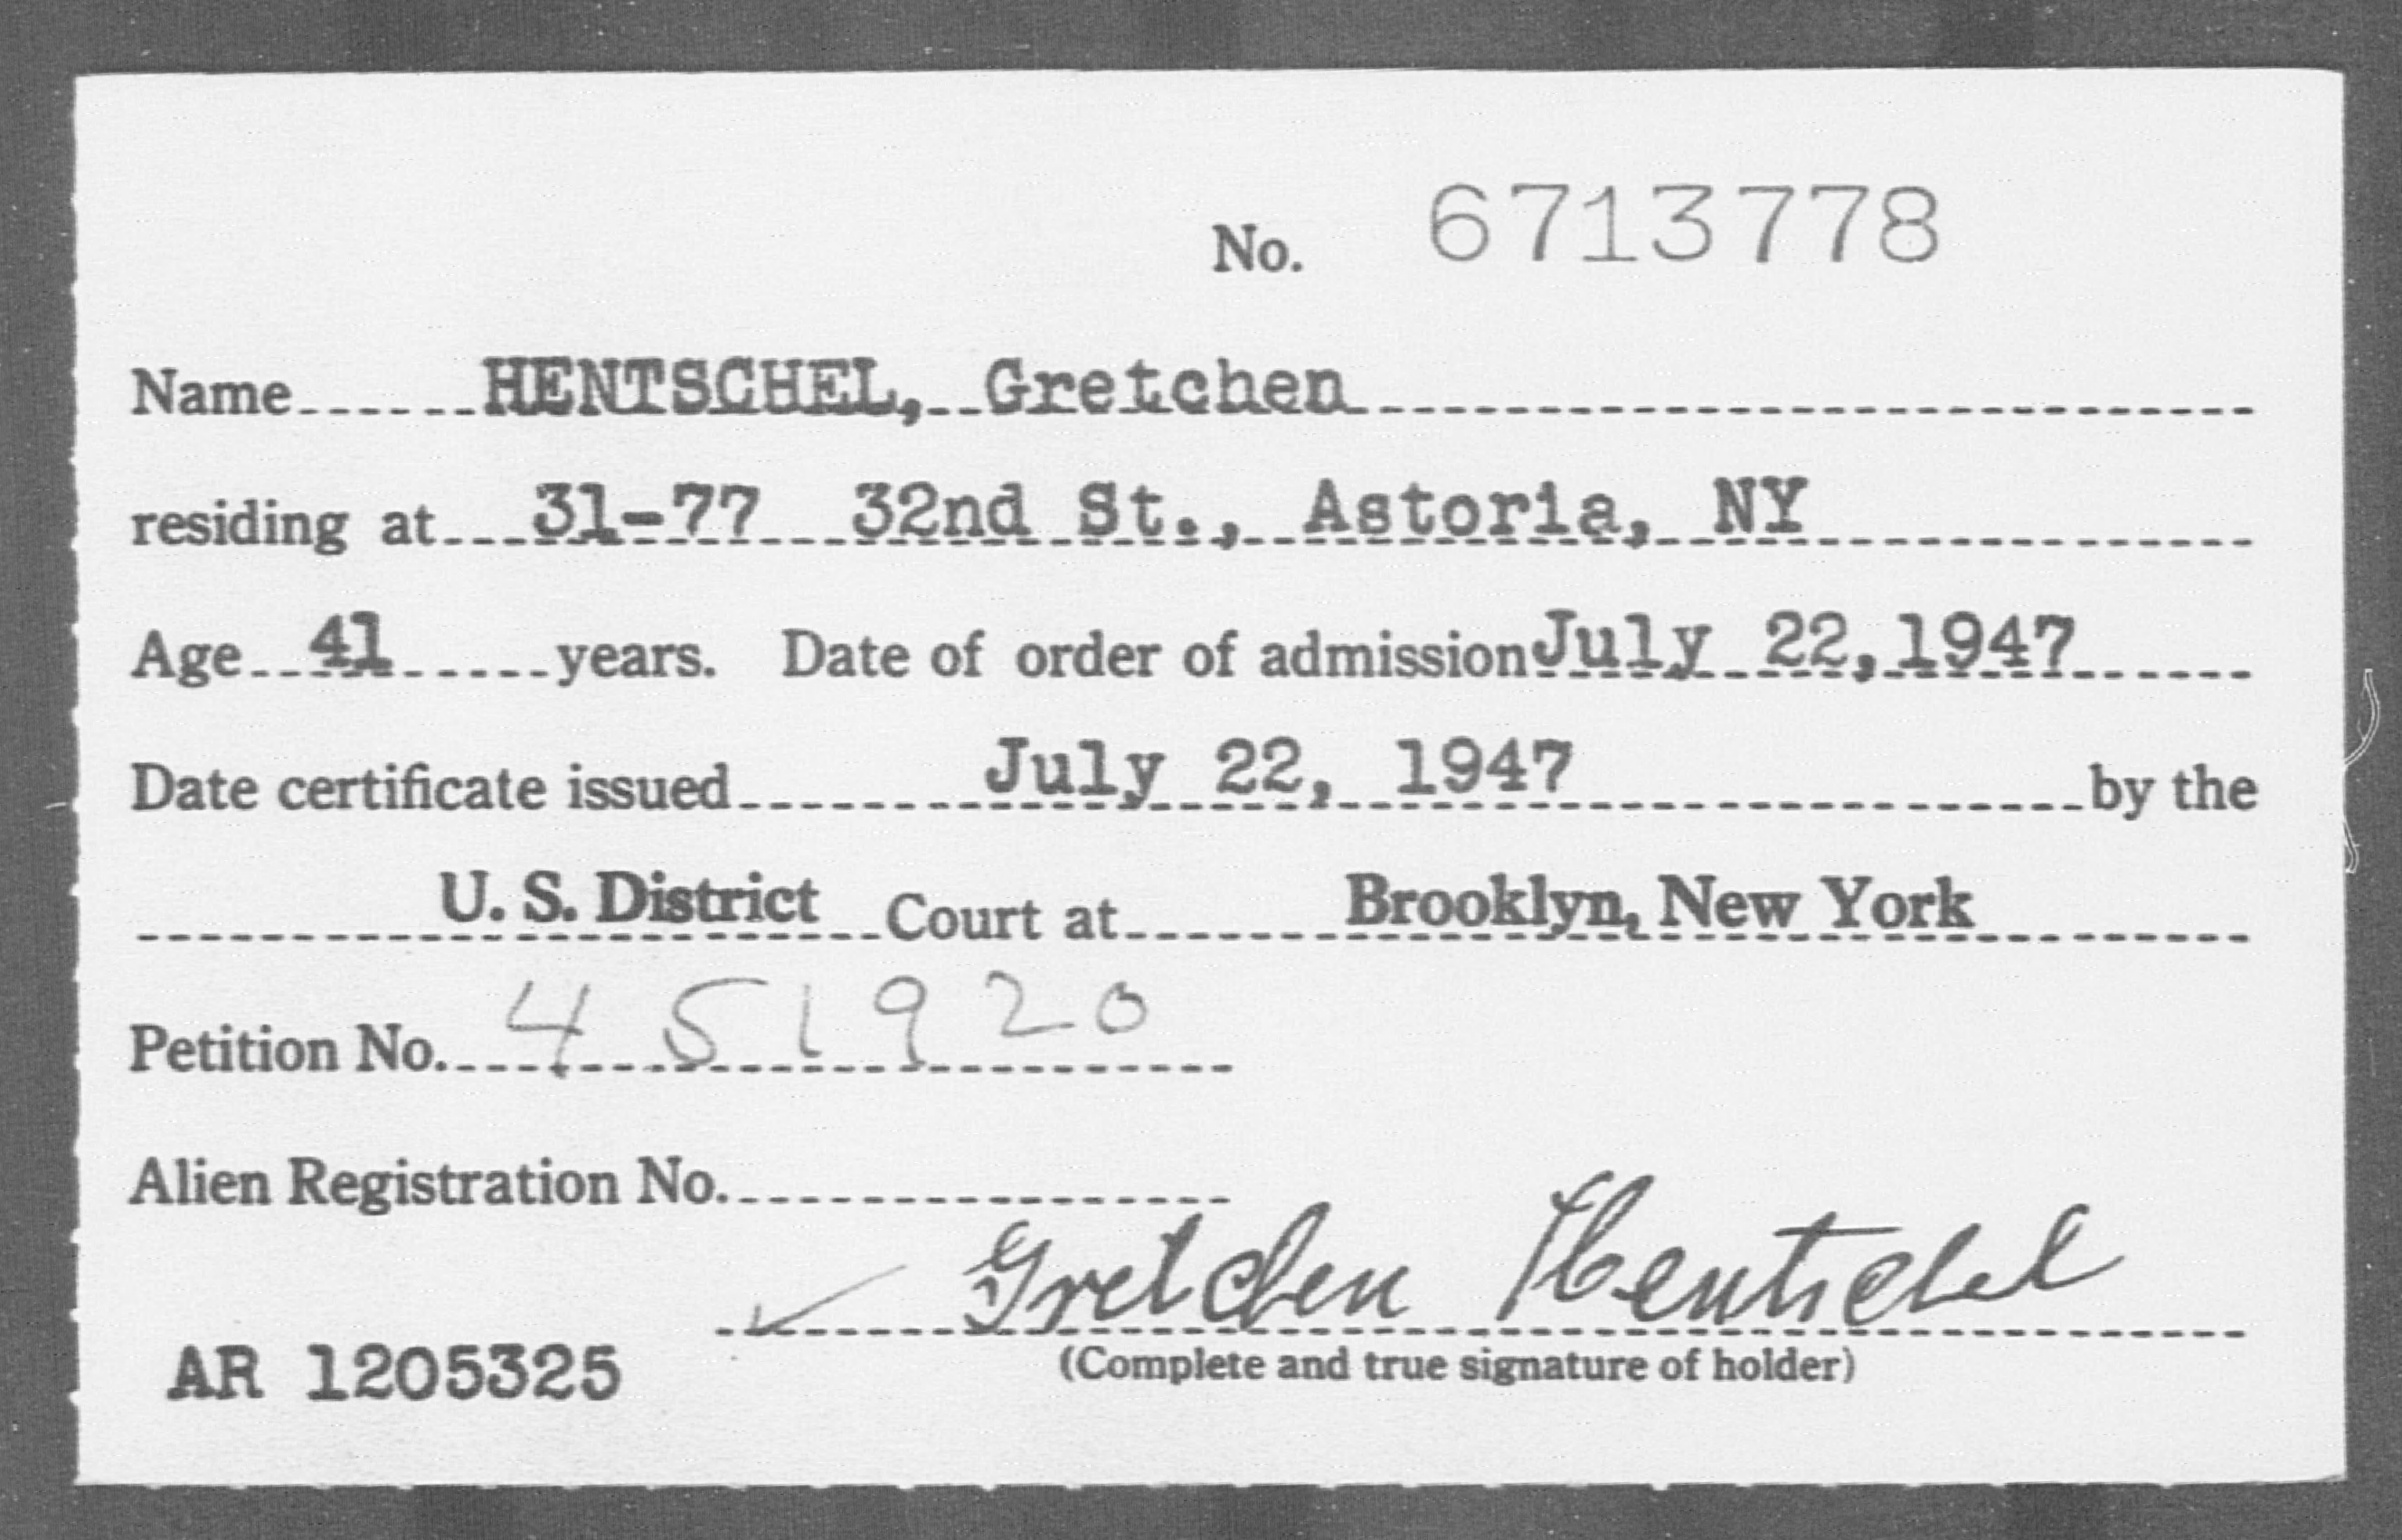 No. 6713778
Name HENTSCHEL, Gretchen
residing at 31-77 32nd St., Astoria, NY
Age 41 years. Date of order of admission July 22, 1947
Date certificate issued July 22, 1947 by the
U. S. District Court at Brooklyn, New York
Petition No. 451920
Alien Registration No.
Gretchen Hentschel
AR 1205325 (Complete and true signature of holder)